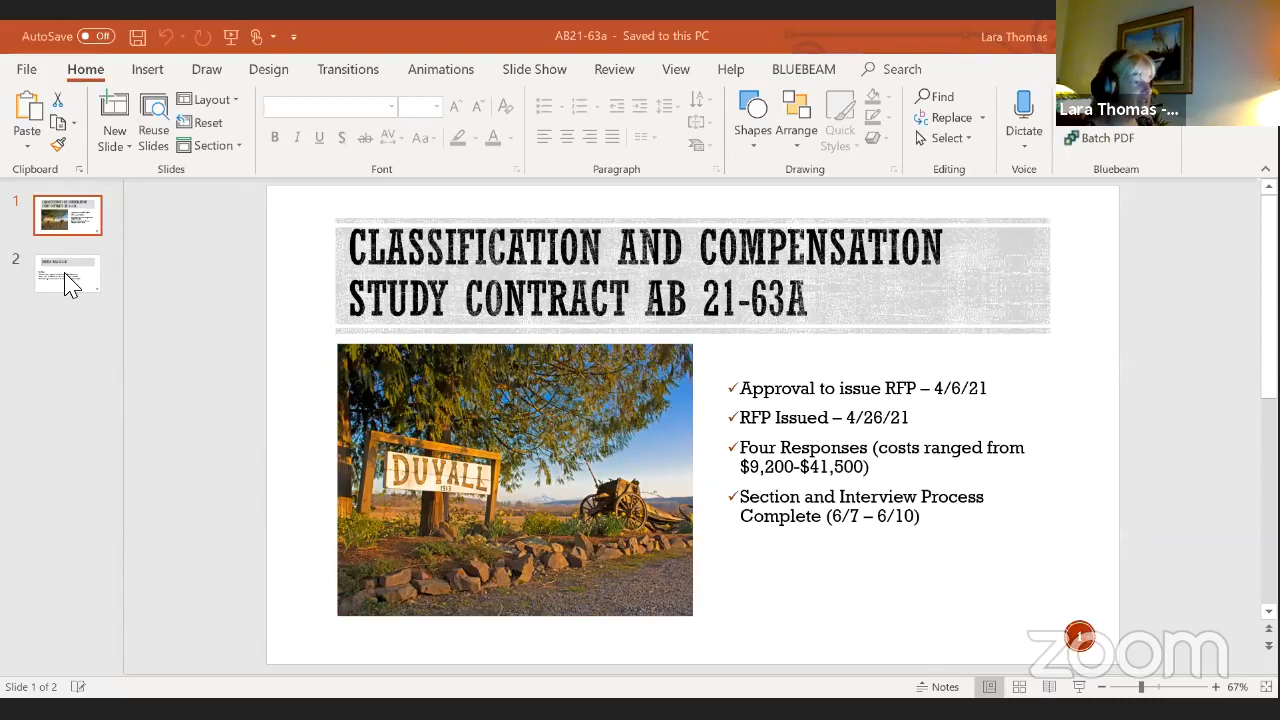 AutoSave Off
AB21-63a - Saved to this PC
Lara Thomas
File Home Insert Draw Design Transitions Animations Slide Show Review View Help BLUEBEAM Search
Lara Thomas -...
Paste
New Slide
Reuse Slides
Layout
Reset
Section
Shapes
Arrange
Quick Styles
Find
Replace
Select
Dictate
Batch PDF
Clipboard Slides Font Paragraph Drawing Editing Voice Bluebeam
1
2
CLASSIFICATION AND COMPENSATION
STUDY CONTRACT AB 21-63A
DUVALL
1913
Approval to issue RFP – 4/6/21
RFP Issued – 4/26/21
Four Responses (costs ranged from
$9,200-$41,500)
Section and Interview Process
Complete (6/7 – 6/10)
1
zoom
Slide 1 of 2
Notes
67%